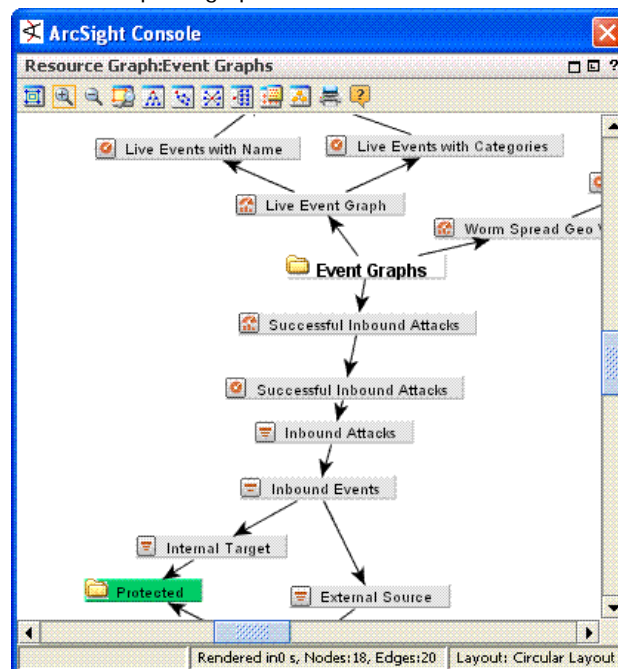 ArcSight Console
Resource Graph:Event Graphs
Live Events with Name
Live Events with Categories
Live Event Graph
Worm Spread Geo
Event Graphs
Successful Inbound Attacks
Successful Inbound Attacks
Inbound Attacks
Inbound Events
Internal Target
Protected
External Source
Rendered in0 s, Nodes:18, Edges:20
Layout: Circular Layout